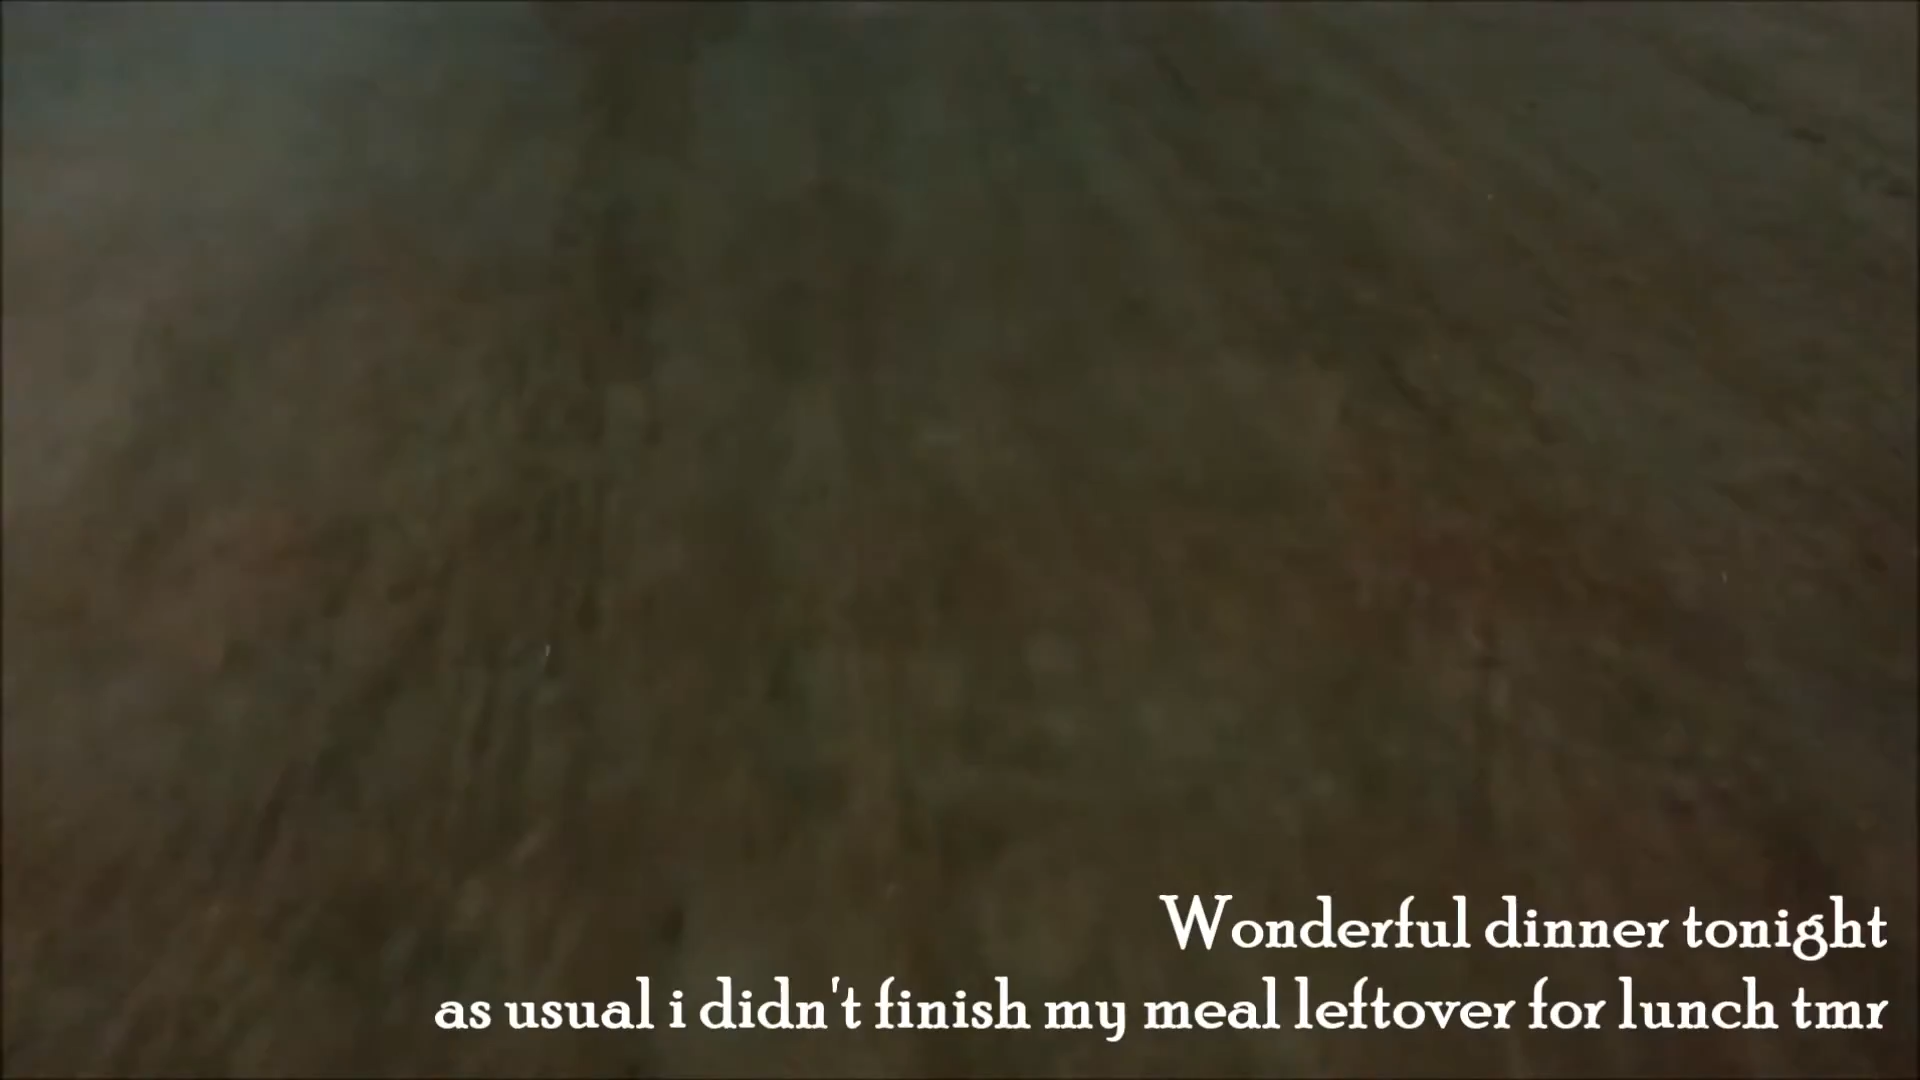 Wonderful dinner tonight
as usual i didn't finish my meal leftover for lunch tmr